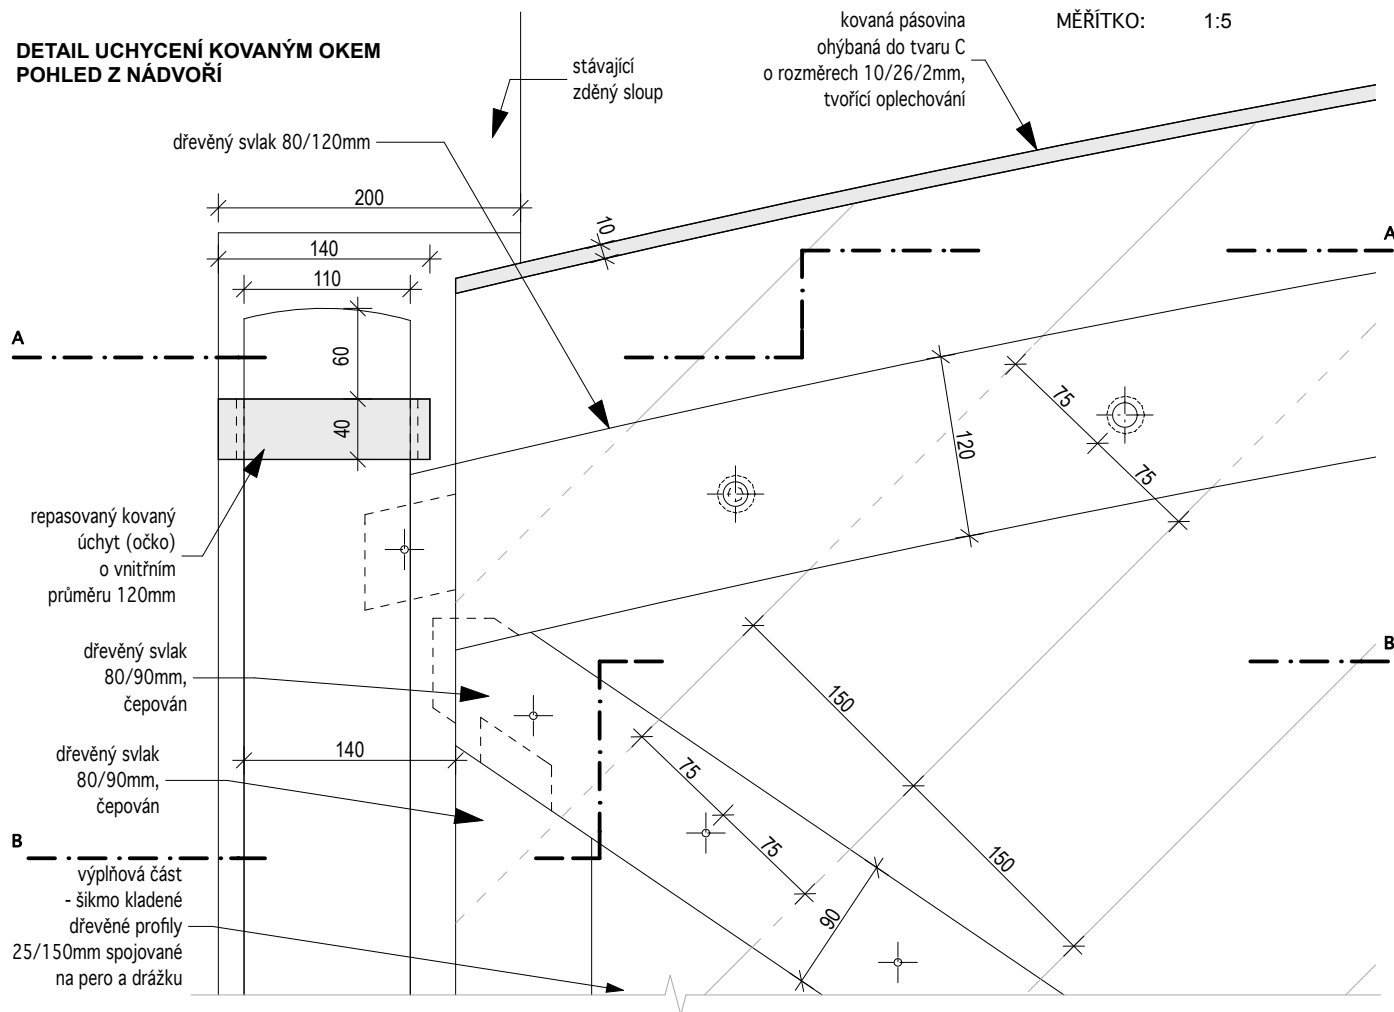 DETAIL UCHYCENÍ KOVANÝM OKEM
POHLED Z NÁDVOŘÍ
stávající
zděný sloup
kovaná pásovina
ohýbaná do tvaru C
o rozměrech 10/26/2mm,
tvořící oplechování
MĚŘÍTKO: 1:5
dřevěný svlak 80/120mm
200
140
110
10
A
A
60
40
120
75
75
repasovaný kovaný
úchyt (očko)
o vnitřním
průměru 120mm
dřevěný svlak
80/90mm,
čepován
B
150
150
140
dřevěný svlak
80/90mm,
čepován
75
75
90
B
výplňová část
- šikmo kladené
dřevěné profily
25/150mm spojované
na pero a drážku